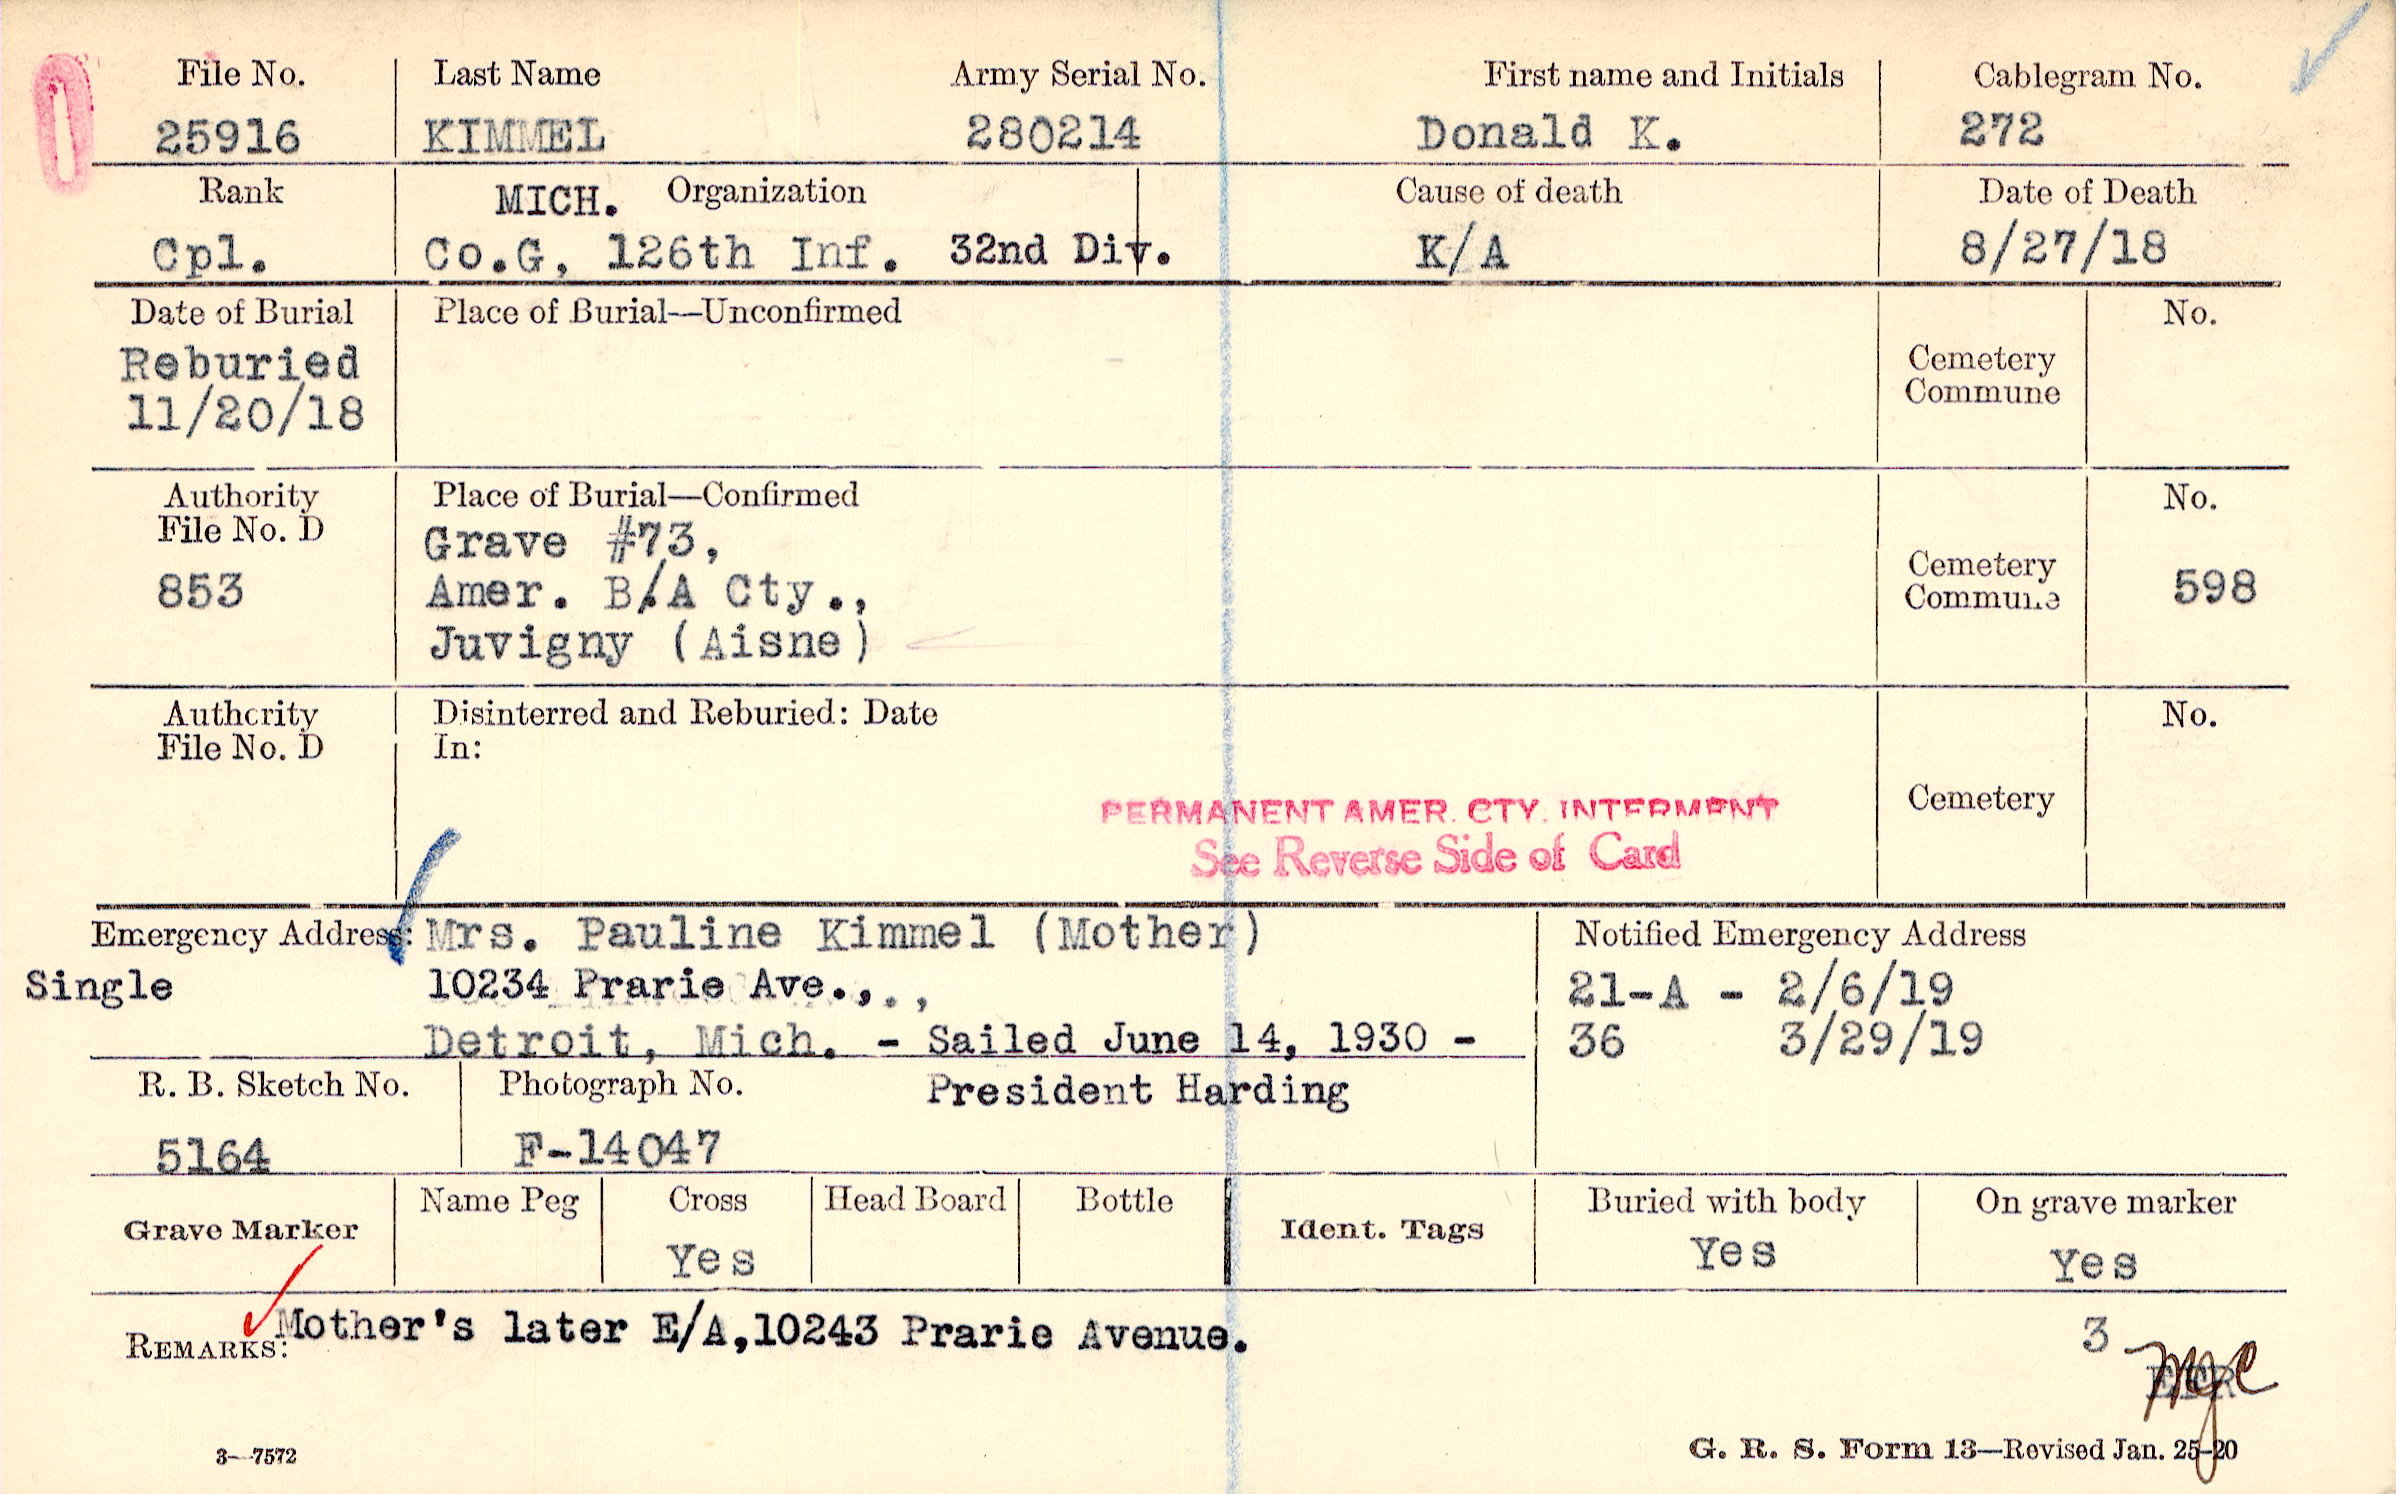 File No. Last Name Army Serial No. First name and Initials Cablegram No.
25916 KIMMEL 280214 Donald K. 272
Rank MICH. Organization Cause of death Date of Death
Cpl. Co.G, 126th Inf. 32nd Div. K/A 8/27/18
Date of Burial Place of Burial—Unconfirmed No.
Reburied Cemetery
11/20/18 Commune
Authority Place of Burial—Confirmed No.
File No. D Grave #73,
853 Amer. B/A Cty., Cemetery 598
Juvigny (Aisne) Commune
Authority Disinterred and Reburied: Date No.
File No. D In:
PERMANENT AMER. CTY. INTERMENT Cemetery
See Reverse Side of Card
Emergency Address: Mrs. Pauline Kimmel (Mother) Notified Emergency Address
Single 10234 Prarie Ave.,., 21-A - 2/6/19
Detroit, Mich. - Sailed June 14, 1930 - 36 3/29/19
R. B. Sketch No. Photograph No. President Harding
5164 F-14047
Grave Marker Name Peg Cross Head Board Bottle Ident. Tags Buried with body On grave marker
Yes Yes Yes
REMARKS: Mother's later E/A,10243 Prarie Avenue. 3
3—7572 G. R. S. Form 13—Revised Jan. 25-20